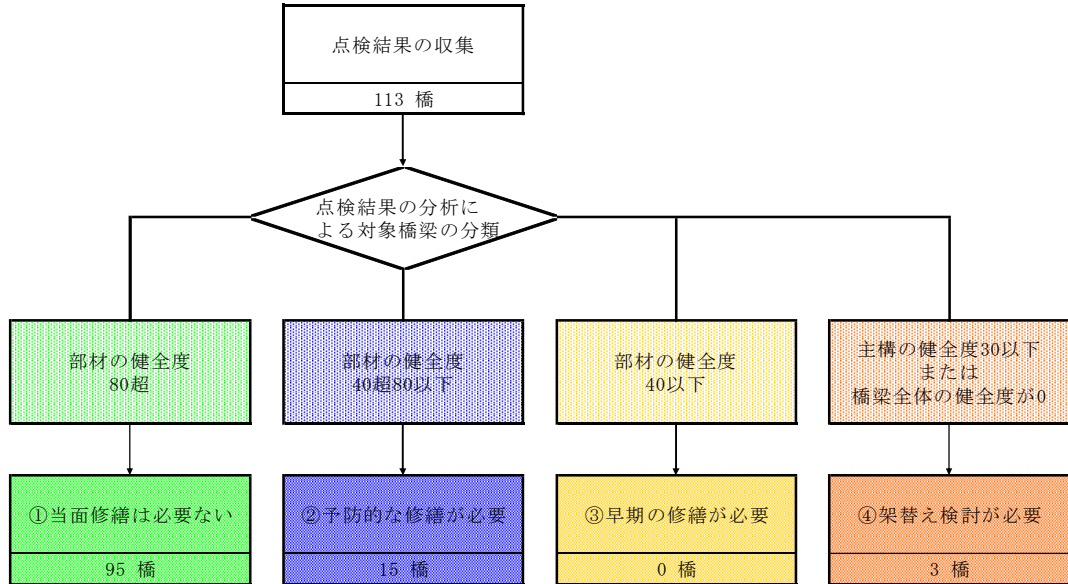 点検結果の収集
113 橋
点検結果の分析に
よる対象橋梁の分類
部材の健全度
80超
部材の健全度
40超80以下
部材の健全度
40以下
主構の健全度30以下
または
橋梁全体の健全度が0
①当面修繕は必要ない
95 橋
②予防的な修繕が必要
15 橋
③早期の修繕が必要
0 橋
④架替え検討が必要
3 橋